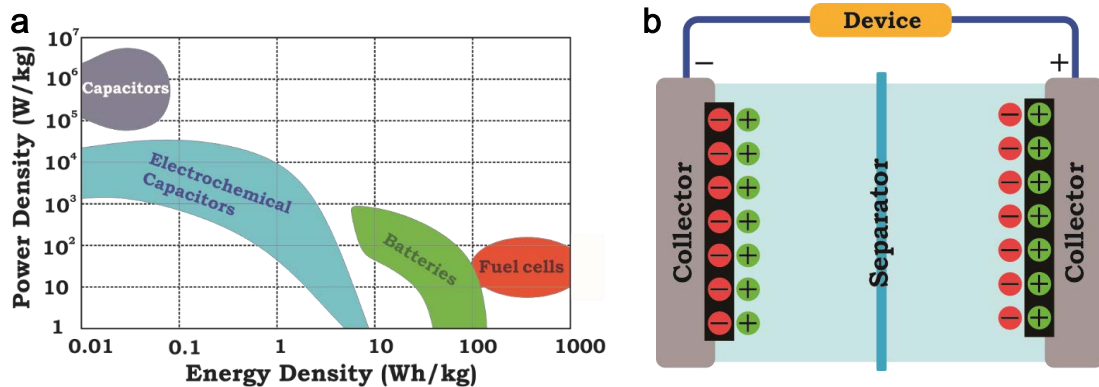 a
10⁷
10⁶
10⁵
10⁴
10³
10²
10
1
Power Density (W/kg)
Capacitors
Electrochemical
Capacitors
Batteries
Fuel cells
0.01 0.1 1 10 100 1000
Energy Density (Wh/kg)
b
Device
− +
Collector
Separator
Collector
− +
− +
− +
− +
− +
− +
− +
− +
− +
− +
− +
− +
− +
− +